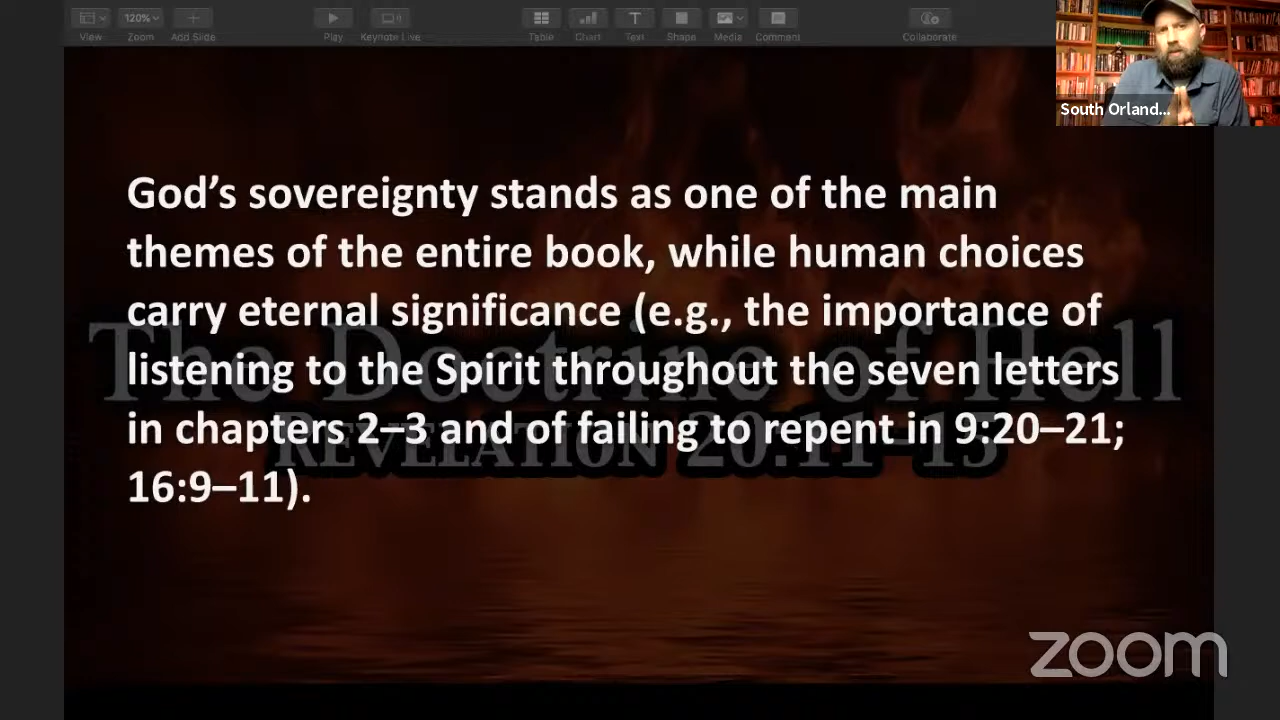 120%
View
Zoom
Add Slide
Play
Keynote Live
Table
Chart
T
Text
Shape
Media
Comment
Collaborate
South Orland...
God's sovereignty stands as one of the main
themes of the entire book, while human choices
carry eternal significance (e.g., the importance of
listening to the Spirit throughout the seven letters
in chapters 2–3 and of failing to repent in 9:20–21;
16:9–11).
The Doctrine of Hell
REVELATION 20:11–15
zoom